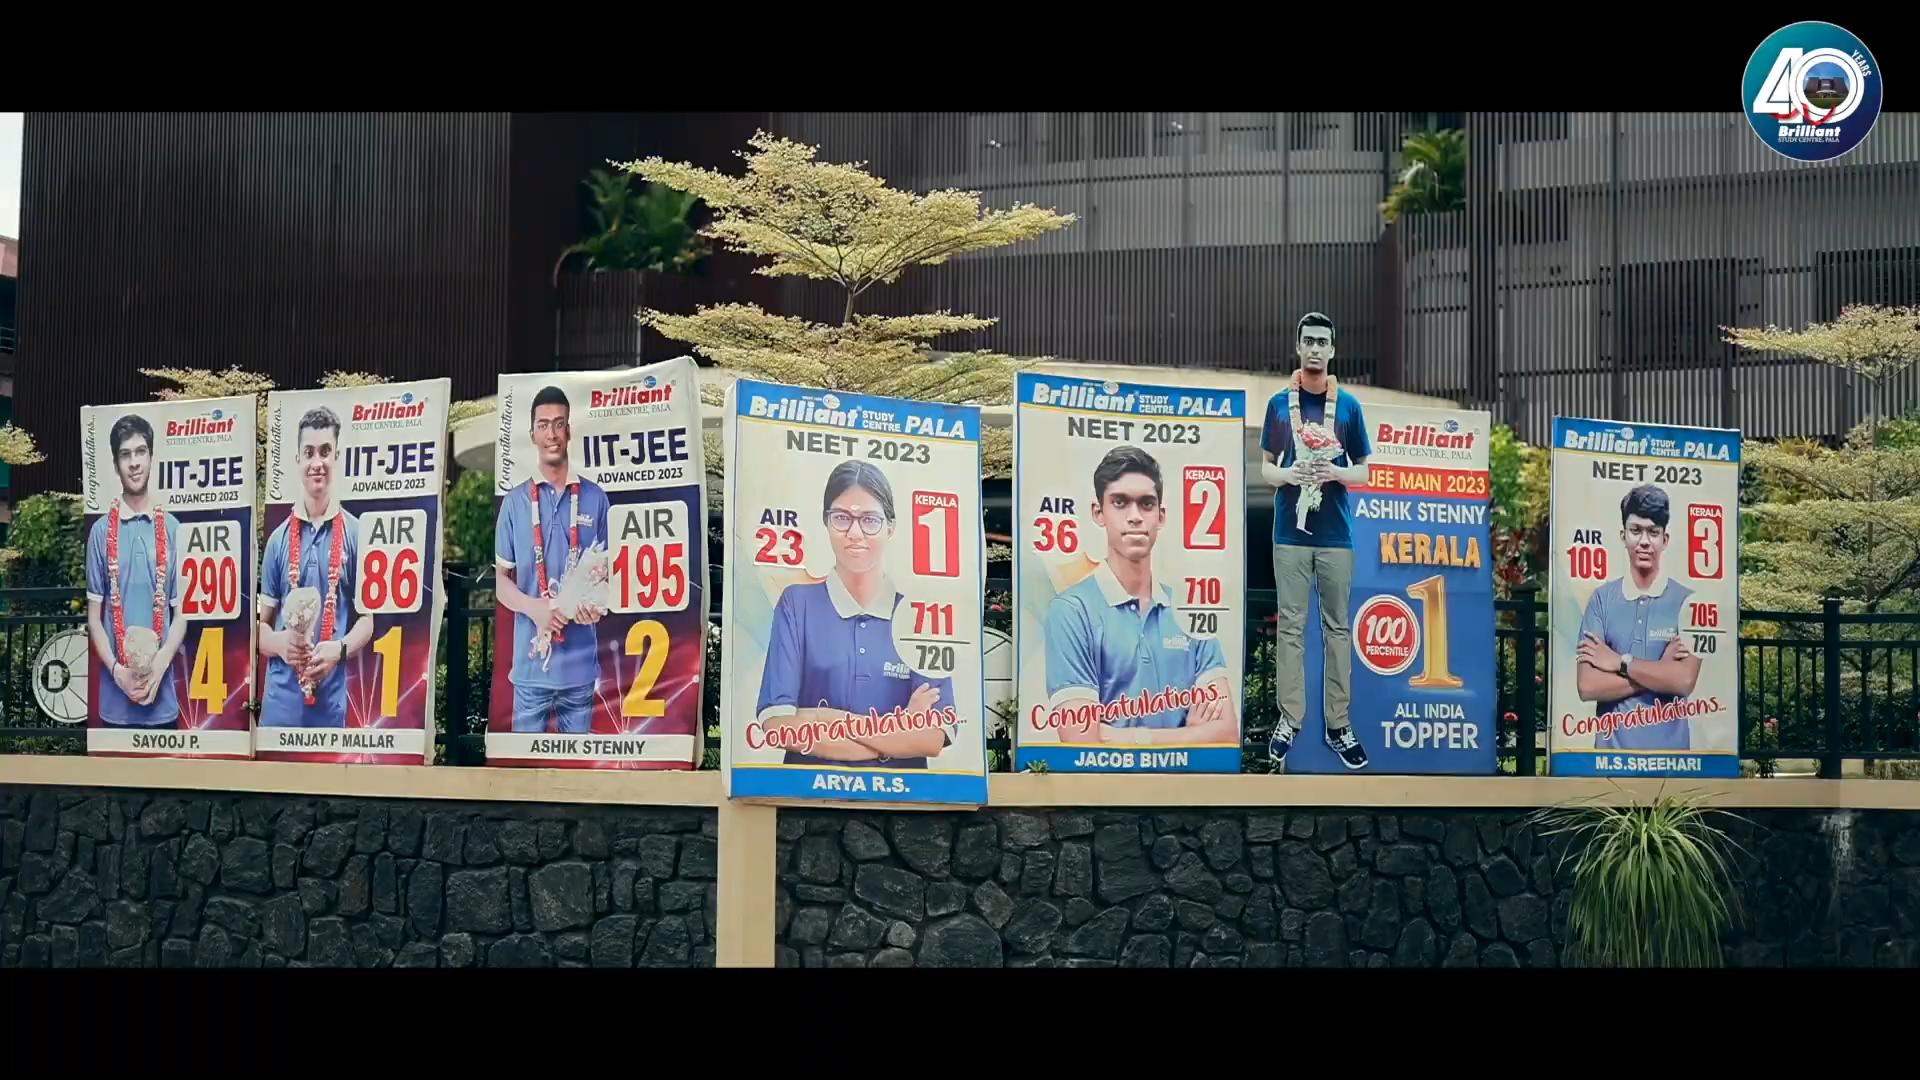 40
YEARS
Brilliant
STUDY CENTRE, PALA
Congratulations...
Brilliant
STUDY CENTRE, PALA
IIT-JEE
ADVANCED 2023
AIR
290
4
SAYOOJ P.
Congratulations...
Brilliant
STUDY CENTRE, PALA
IIT-JEE
ADVANCED 2023
AIR
86
1
SANJAY P MALLAR
Congratulations...
Brilliant
STUDY CENTRE, PALA
IIT-JEE
ADVANCED 2023
AIR
195
2
ASHIK STENNY
Brilliant STUDY CENTRE PALA
NEET 2023
AIR
23
KERALA
1
711
720
Congratulations...
ARYA R.S.
Brilliant STUDY CENTRE PALA
NEET 2023
AIR
36
KERALA
2
710
720
Congratulations...
JACOB BIVIN
Brilliant
STUDY CENTRE, PALA
JEE MAIN 2023
ASHIK STENNY
KERALA
1
100
PERCENTILE
ALL INDIA
TOPPER
Brilliant STUDY CENTRE PALA
NEET 2023
AIR
109
KERALA
3
705
720
Congratulations...
M.S.SREEHARI
B